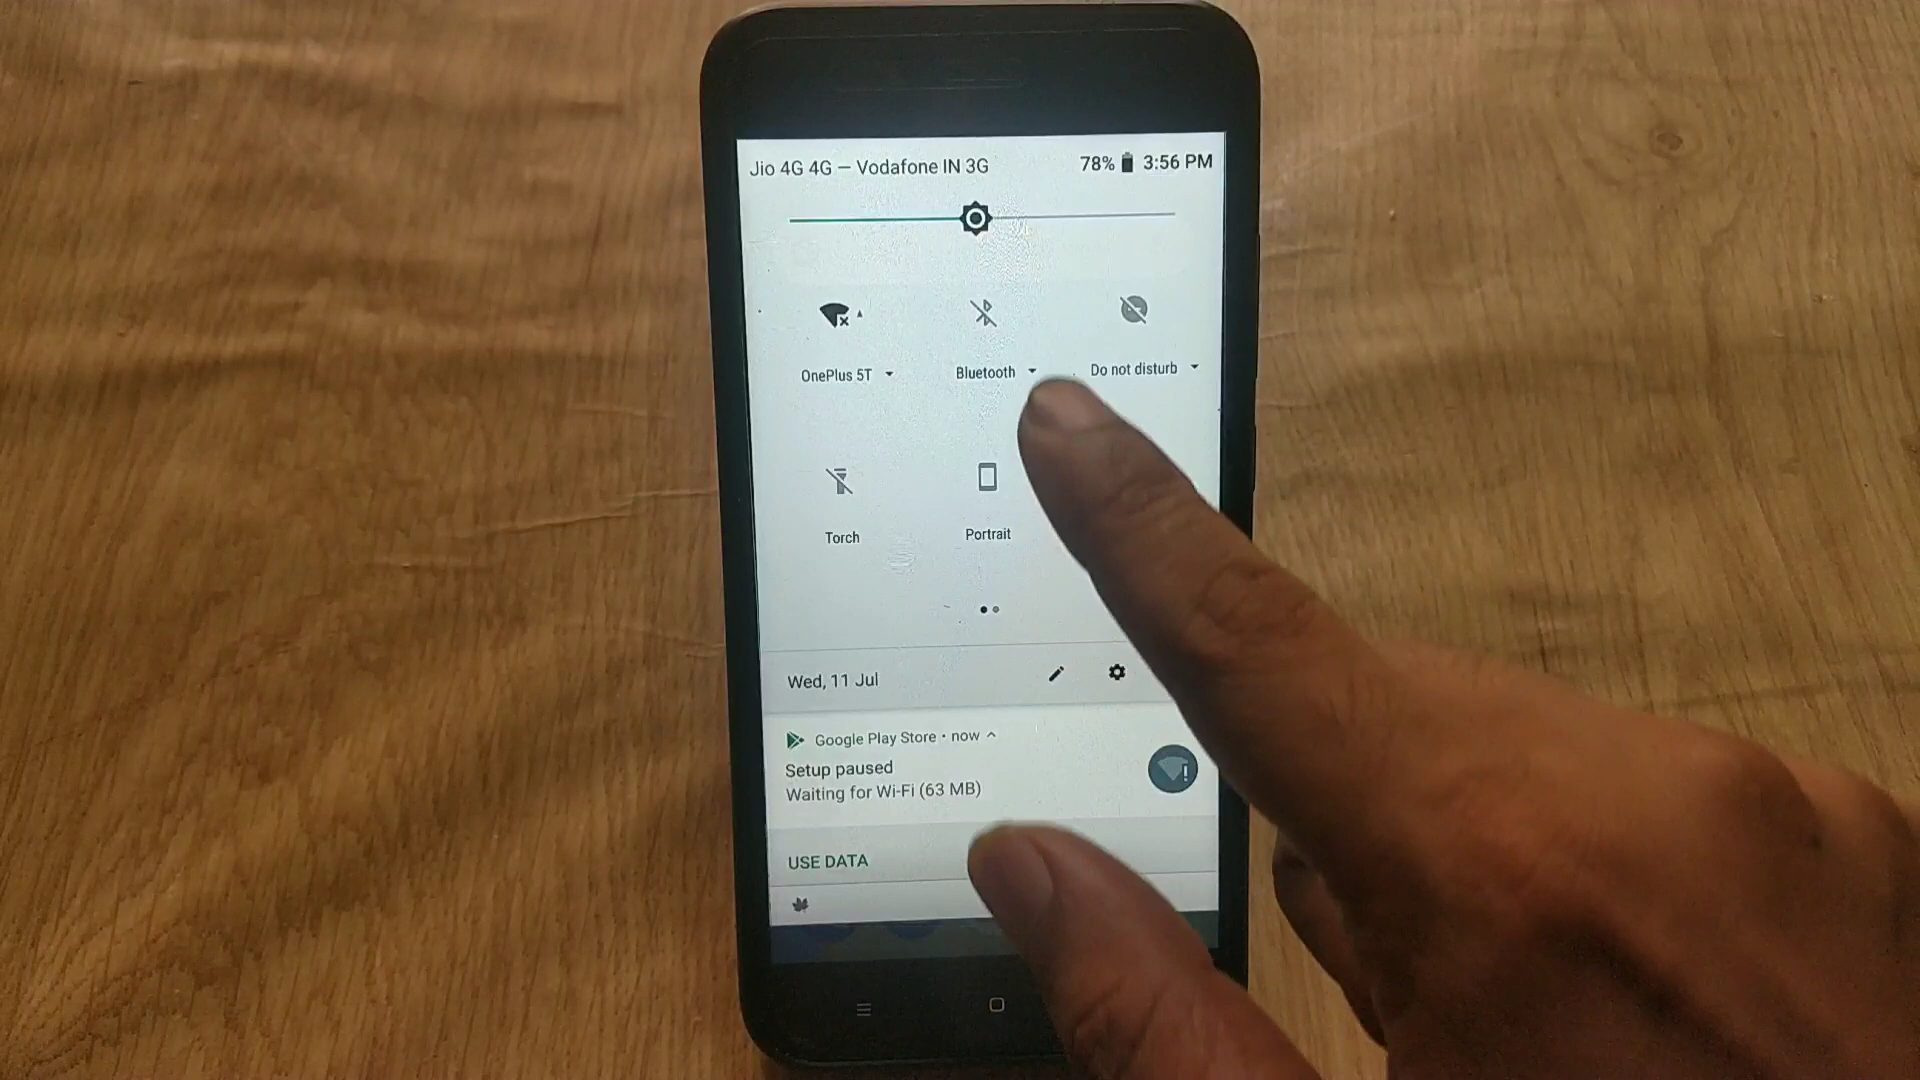 Jio 4G 4G — Vodafone IN 3G 78% 3:56 PM
OnePlus 5T Bluetooth Do not disturb
Torch Portrait
Wed, 11 Jul
Google Play Store • now
Setup paused
Waiting for Wi-Fi (63 MB)
USE DATA